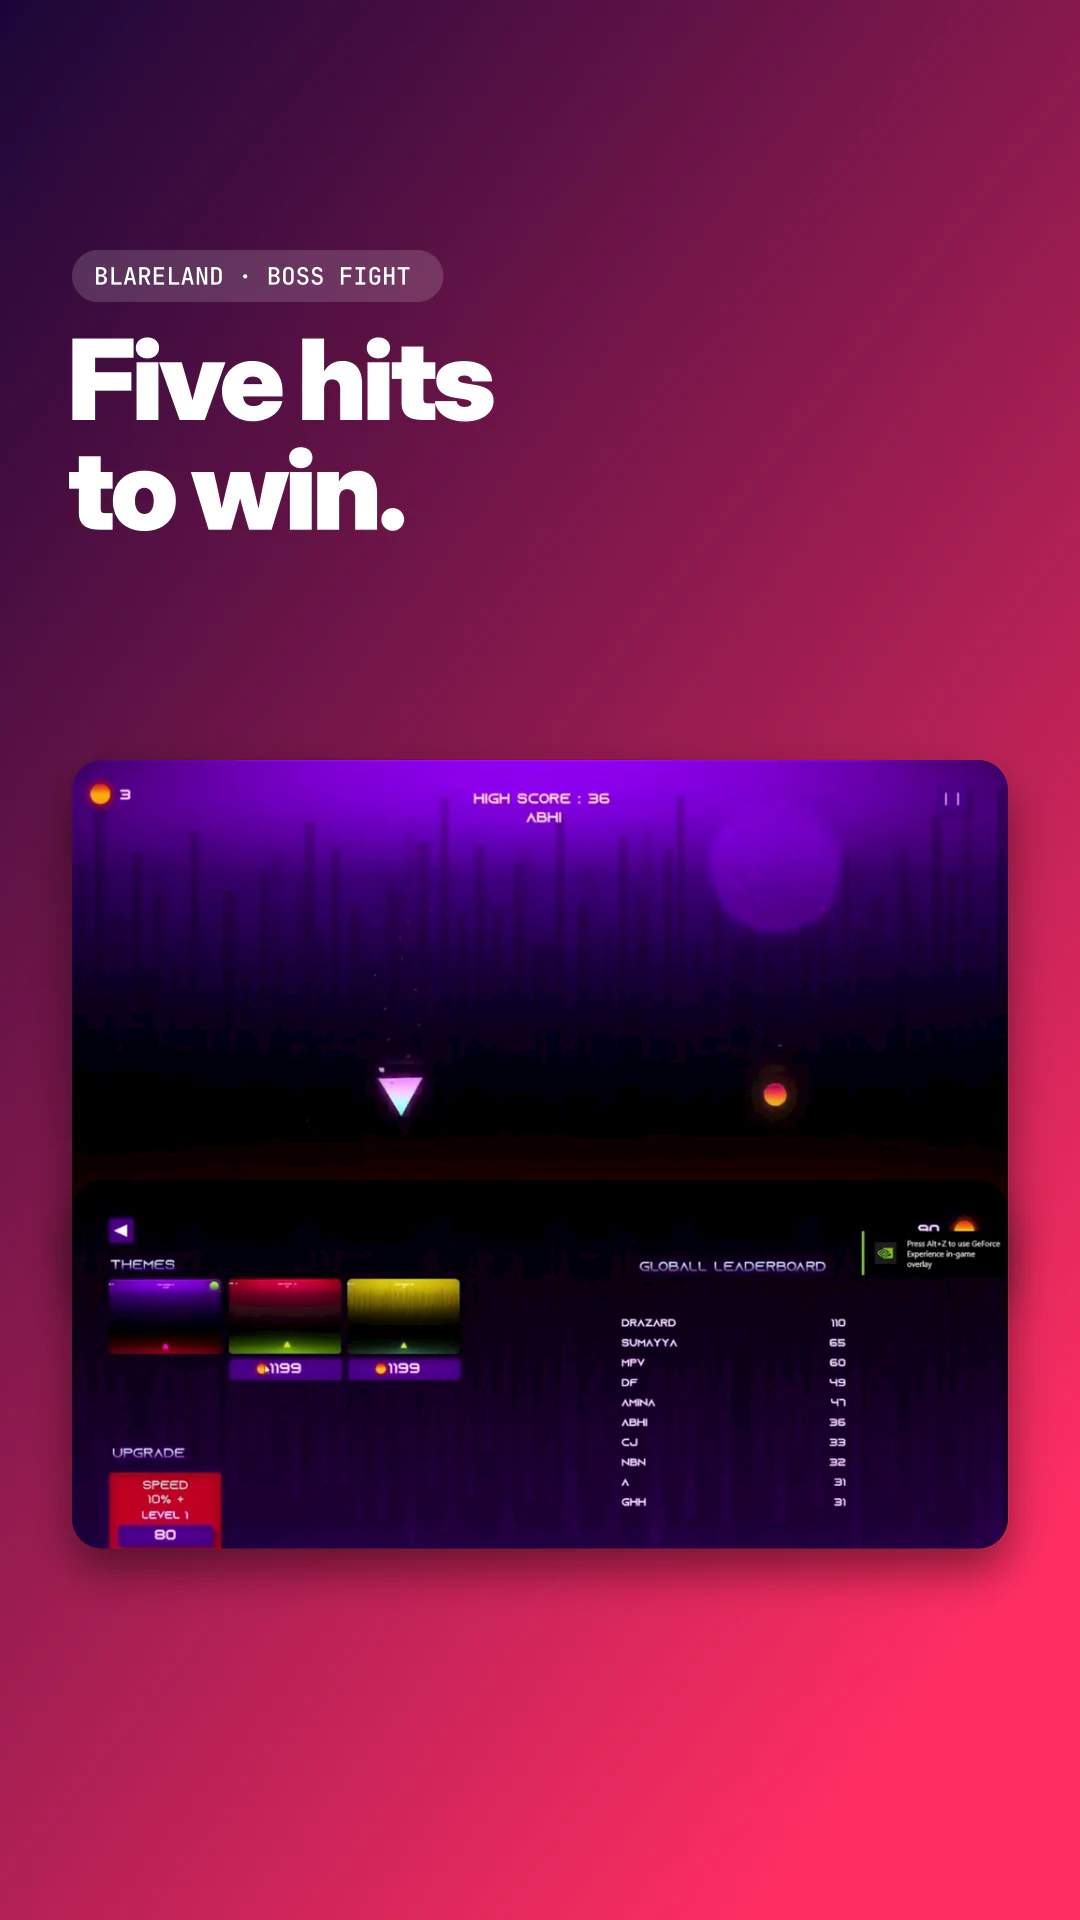 BLARELAND · BOSS FIGHT
Five hits
to win.
3
HIGH SCORE : 36
ABHI
90
Press Alt+Z to use GeForce
Experience in-game
overlay
THEMES
GLOBALL LEADERBOARD
1199
1199
DRAZARD 110
SUMAYYA 65
MPV 60
DF 49
AMINA 47
ABHI 36
CJ 33
NBN 32
A 31
GHH 31
UPGRADE
SPEED
10% +
LEVEL 1
80